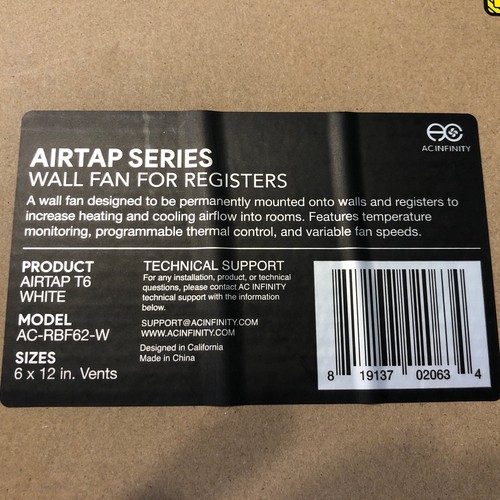 AC INFINITY
AIRTAP SERIES
WALL FAN FOR REGISTERS
A wall fan designed to be permanently mounted onto walls and registers to
increase heating and cooling airflow into rooms. Features temperature
monitoring, programmable thermal control, and variable fan speeds.
PRODUCT
AIRTAP T6
WHITE
MODEL
AC-RBF62-W
SIZES
6 x 12 in. Vents
TECHNICAL SUPPORT
For any installation, product, or technical
questions, please contact AC INFINITY
technical support with the information
below.
SUPPORT@ACINFINITY.COM
WWW.ACINFINITY.COM
Designed in California
Made in China
8 19137 02063 4